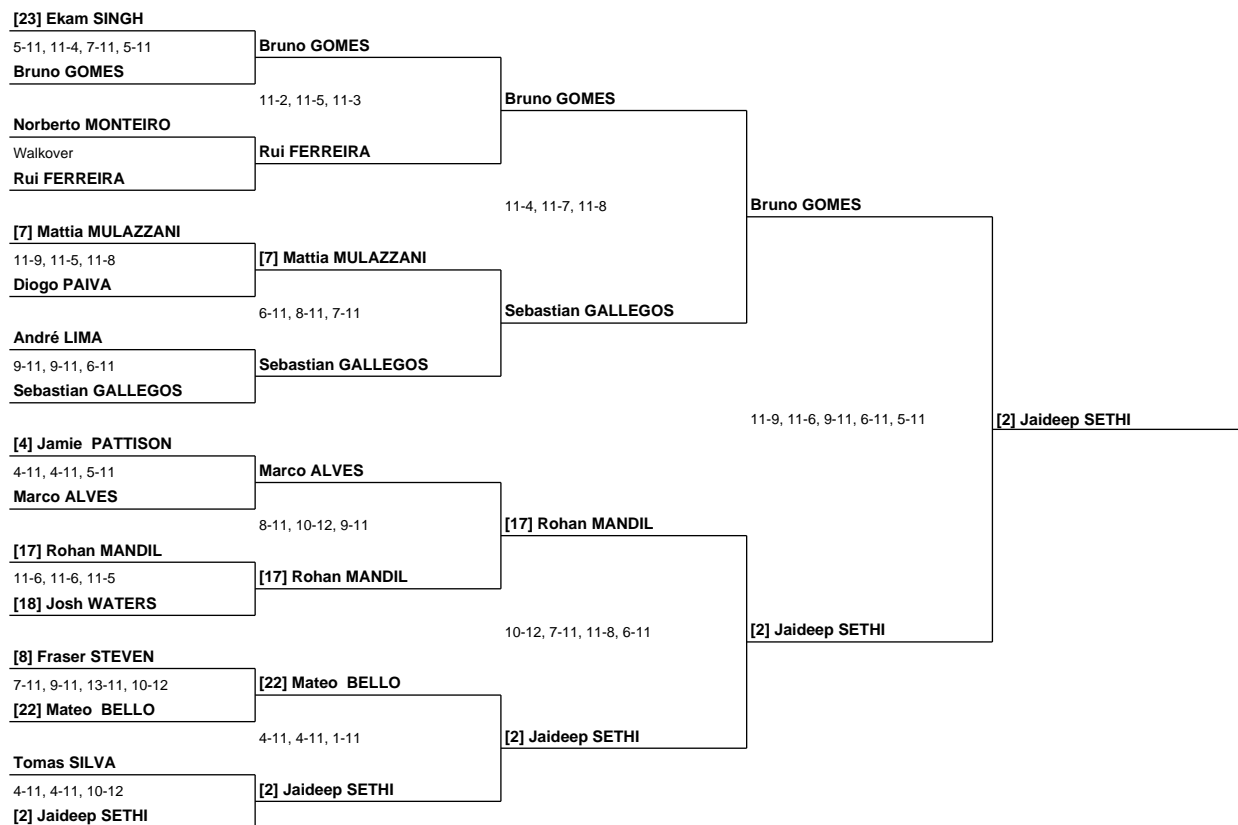 [23] Ekam SINGH
5-11, 11-4, 7-11, 5-11
Bruno GOMES
Bruno GOMES
11-2, 11-5, 11-3
Bruno GOMES
Norberto MONTEIRO
Walkover
Rui FERREIRA
Rui FERREIRA
11-4, 11-7, 11-8
Bruno GOMES
[7] Mattia MULAZZANI
11-9, 11-5, 11-8
[7] Mattia MULAZZANI
Diogo PAIVA
6-11, 8-11, 7-11
Sebastian GALLEGOS
André LIMA
9-11, 9-11, 6-11
Sebastian GALLEGOS
Sebastian GALLEGOS
11-9, 11-6, 9-11, 6-11, 5-11
[2] Jaideep SETHI
[4] Jamie  PATTISON
4-11, 4-11, 5-11
Marco ALVES
Marco ALVES
8-11, 10-12, 9-11
[17] Rohan MANDIL
[17] Rohan MANDIL
11-6, 11-6, 11-5
[17] Rohan MANDIL
[18] Josh WATERS
10-12, 7-11, 11-8, 6-11
[2] Jaideep SETHI
[8] Fraser STEVEN
7-11, 9-11, 13-11, 10-12
[22] Mateo  BELLO
[22] Mateo  BELLO
4-11, 4-11, 1-11
[2] Jaideep SETHI
Tomas SILVA
4-11, 4-11, 10-12
[2] Jaideep SETHI
[2] Jaideep SETHI